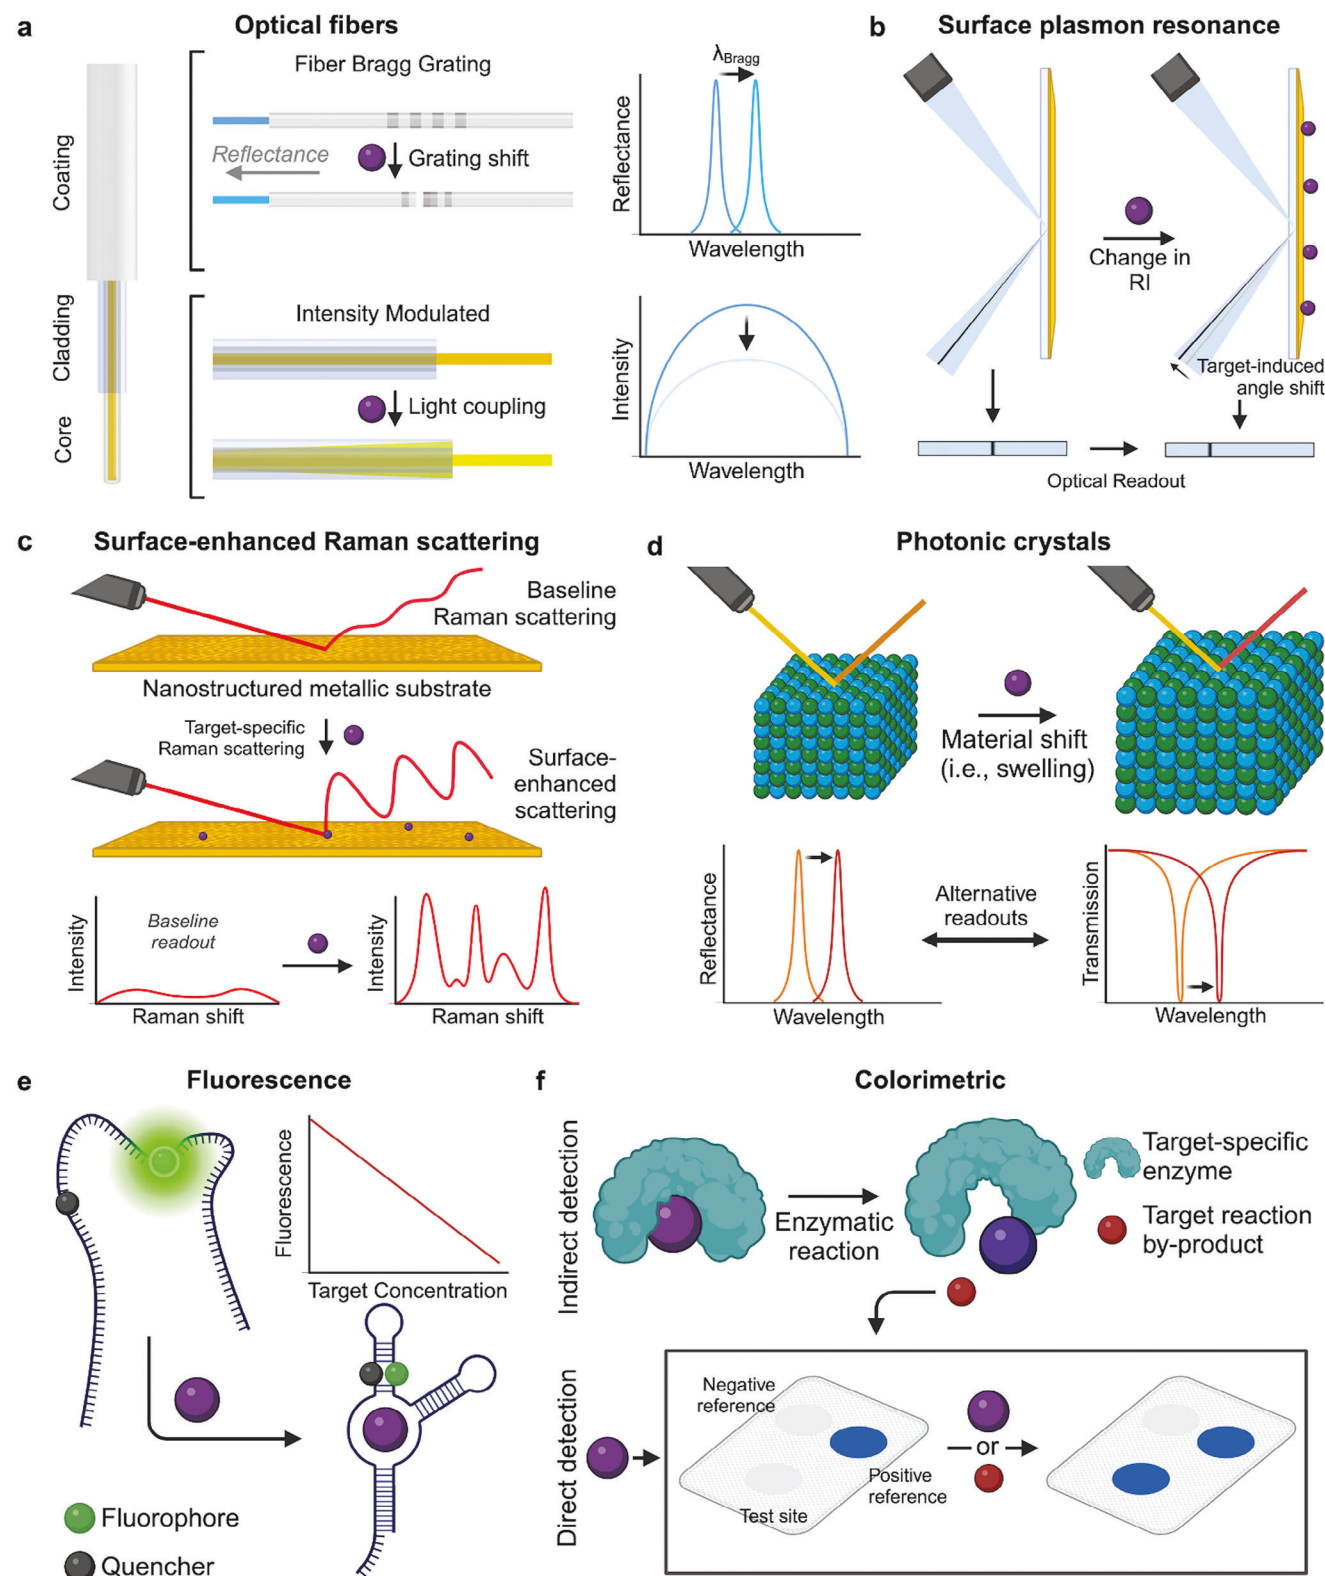 a
Optical fibers
Coating
Cladding
Core
Fiber Bragg Grating
Reflectance
Grating shift
Intensity Modulated
Light coupling
λBragg
Reflectance
Wavelength
Intensity
Wavelength
b
Surface plasmon resonance
Change in
RI
Target-induced
angle shift
Optical Readout
c
Surface-enhanced Raman scattering
Baseline
Raman scattering
Nanostructured metallic substrate
Target-specific
Raman scattering
Surface-
enhanced
scattering
Intensity
Baseline
readout
Raman shift
Intensity
Raman shift
d
Photonic crystals
Material shift
(i.e., swelling)
Reflectance
Wavelength
Alternative
readouts
Transmission
Wavelength
e
Fluorescence
Fluorescence
Target Concentration
Fluorophore
Quencher
f
Colorimetric
Indirect detection
Enzymatic
reaction
Target-specific
enzyme
Target reaction
by-product
Direct detection
Negative
reference
Positive
reference
Test site
or